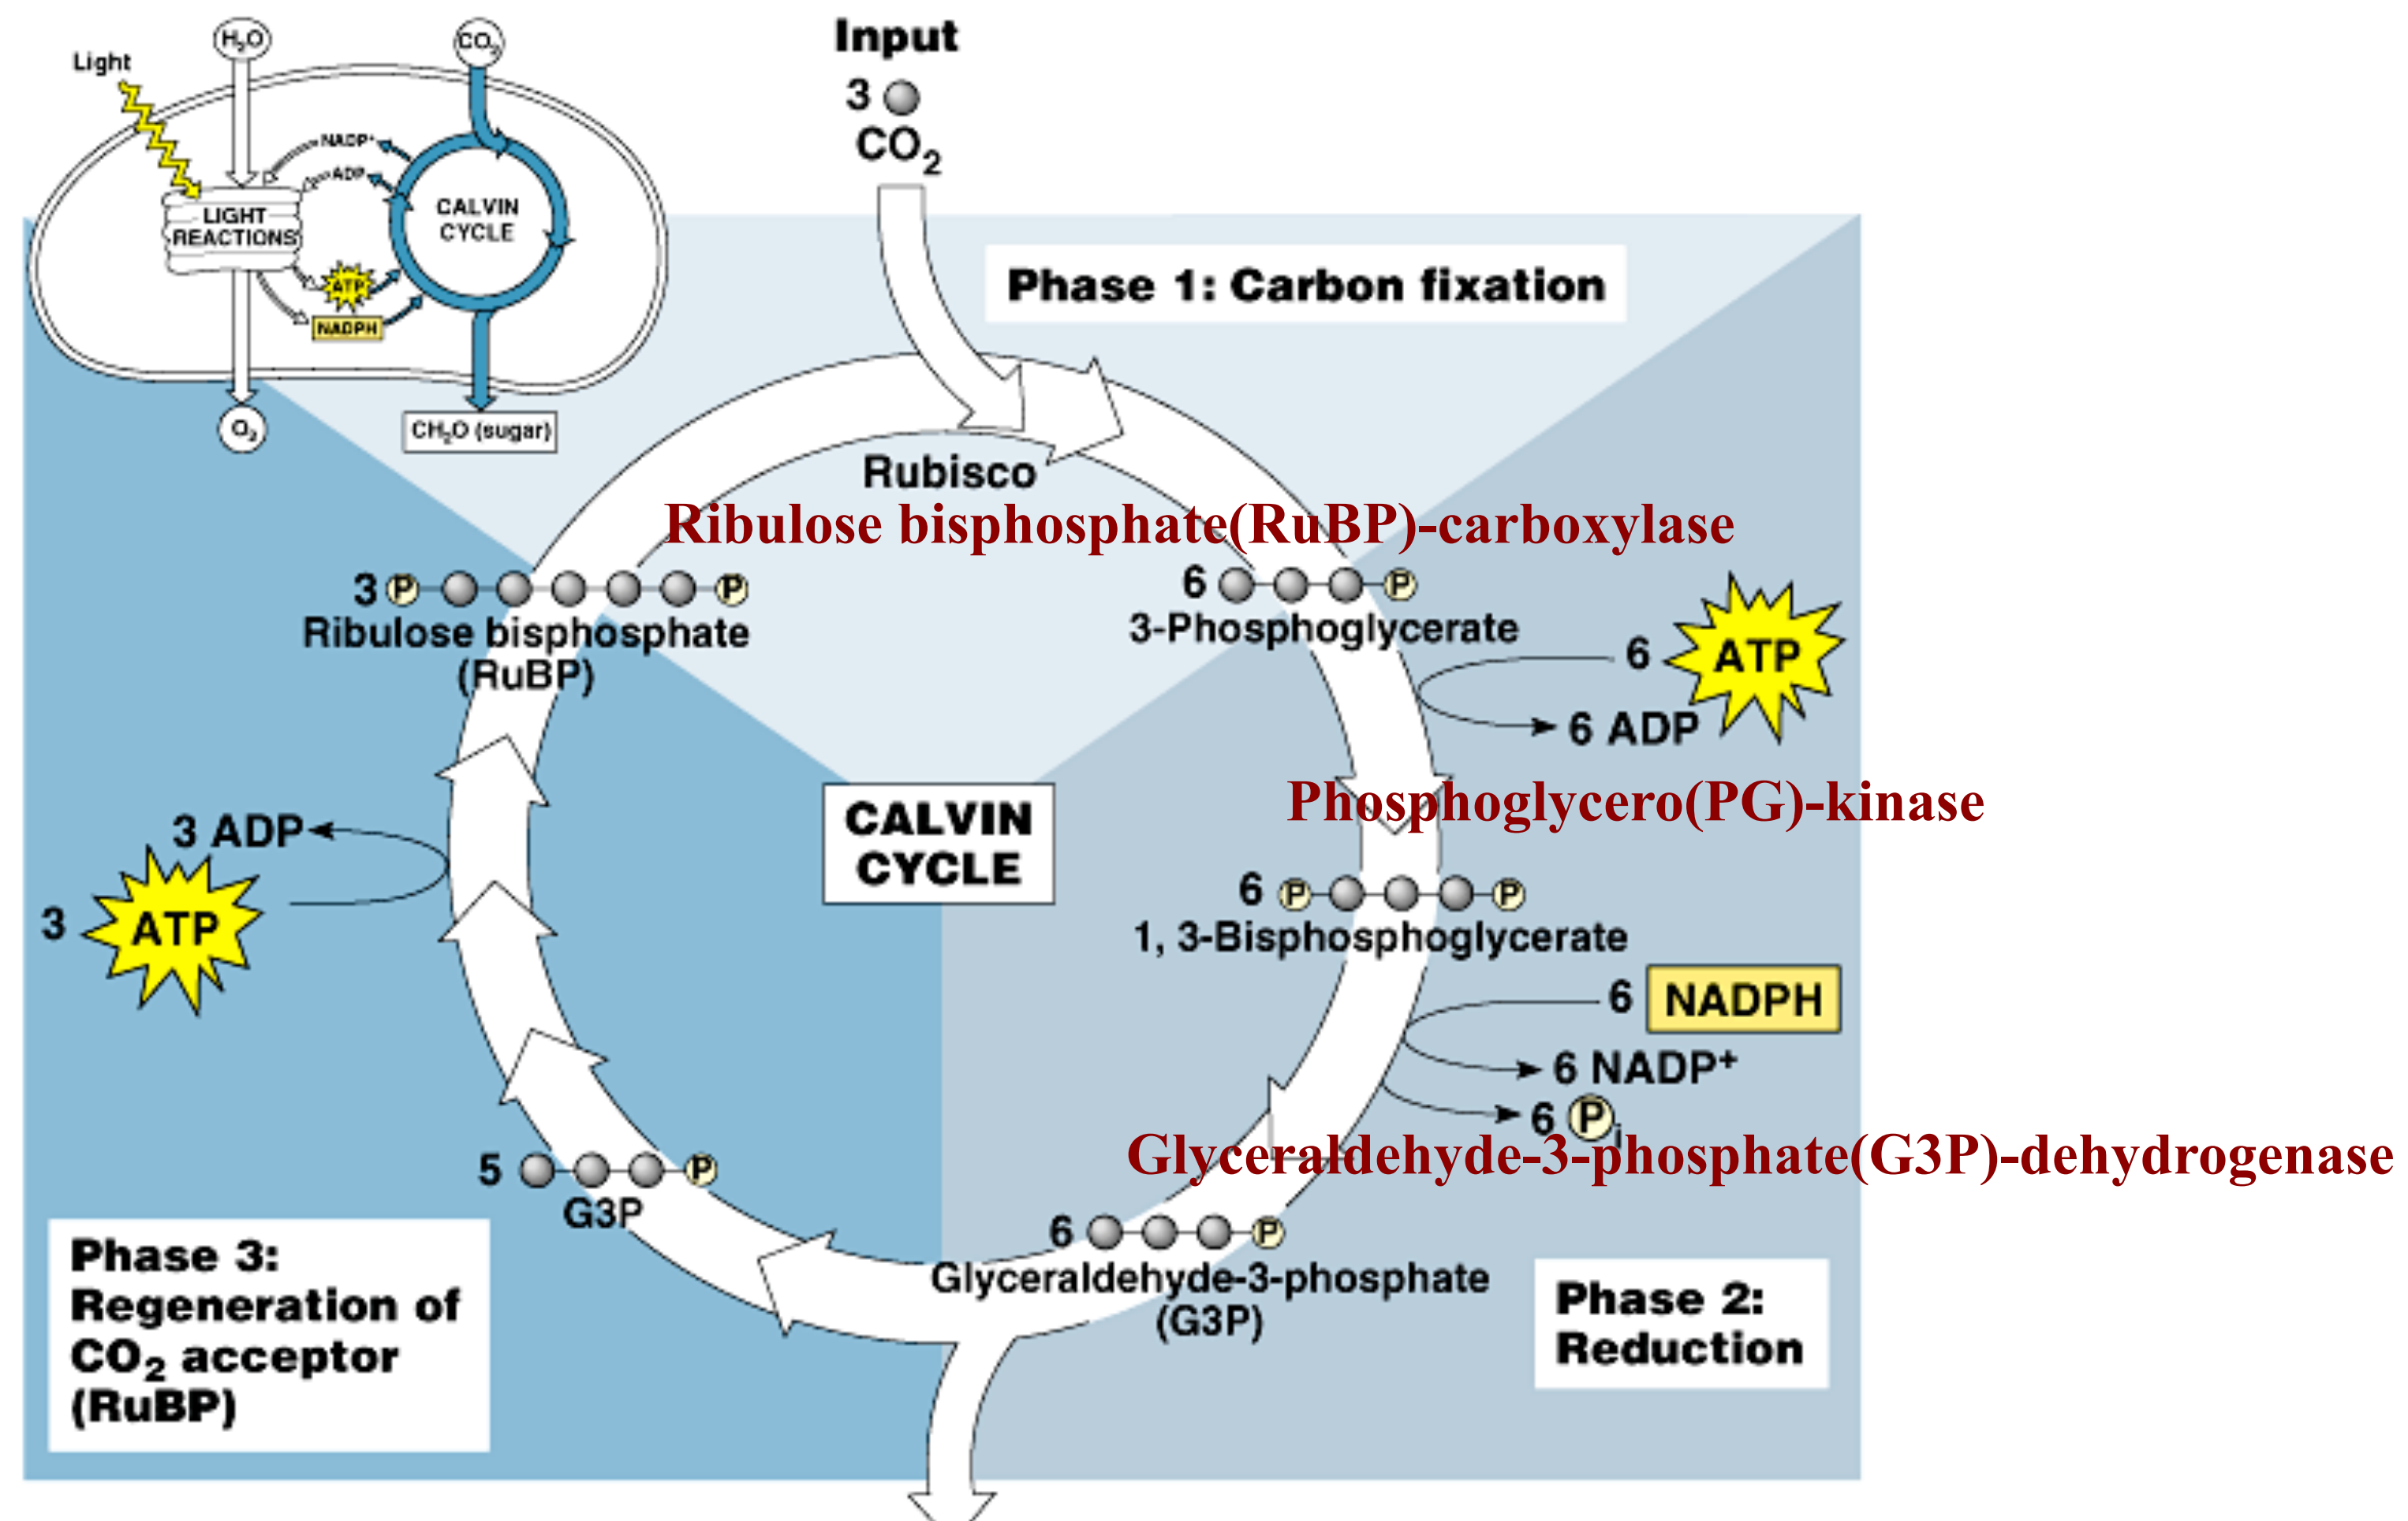 Light
H₂O
CO₂
NADP⁺
ADP
LIGHT
REACTIONS
CALVIN
CYCLE
ATP
NADPH
O₂
CH₂O (sugar)
Input
3
CO₂
Phase 1: Carbon fixation
Rubisco
Ribulose bisphosphate(RuBP)-carboxylase
3 P P
Ribulose bisphosphate
(RuBP)
6 P
3-Phosphoglycerate
6 ATP
6 ADP
Phosphoglycero(PG)-kinase
CALVIN
CYCLE
3 ADP
3 ATP
6 P P
1, 3-Bisphosphoglycerate
6 NADPH
6 NADP⁺
6 Pi
Glyceraldehyde-3-phosphate(G3P)-dehydrogenase
5 P
G3P
6 P
Glyceraldehyde-3-phosphate
(G3P)
Phase 3:
Regeneration of
CO₂ acceptor
(RuBP)
Phase 2:
Reduction